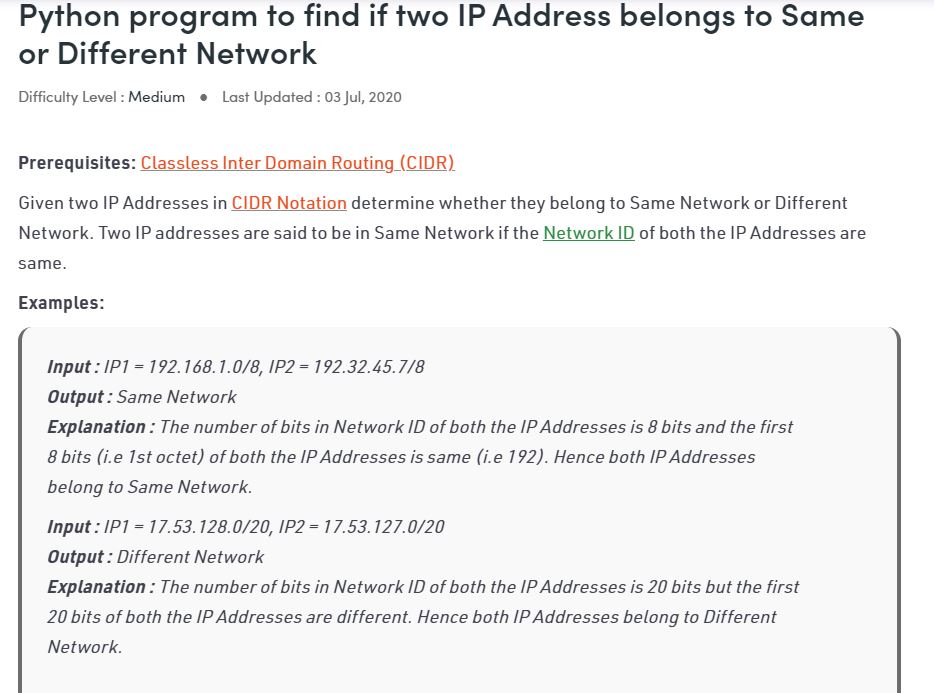 Python program to find if two IP Address belongs to Same
or Different Network
Difficulty Level : Medium ● Last Updated : 03 Jul, 2020
Prerequisites: Classless Inter Domain Routing (CIDR)
Given two IP Addresses in CIDR Notation determine whether they belong to Same Network or Different
Network. Two IP addresses are said to be in Same Network if the Network ID of both the IP Addresses are
same.
Examples:
Input : IP1 = 192.168.1.0/8, IP2 = 192.32.45.7/8
Output : Same Network
Explanation : The number of bits in Network ID of both the IP Addresses is 8 bits and the first
8 bits (i.e 1st octet) of both the IP Addresses is same (i.e 192). Hence both IP Addresses
belong to Same Network.
Input : IP1 = 17.53.128.0/20, IP2 = 17.53.127.0/20
Output : Different Network
Explanation : The number of bits in Network ID of both the IP Addresses is 20 bits but the first
20 bits of both the IP Addresses are different. Hence both IP Addresses belong to Different
Network.